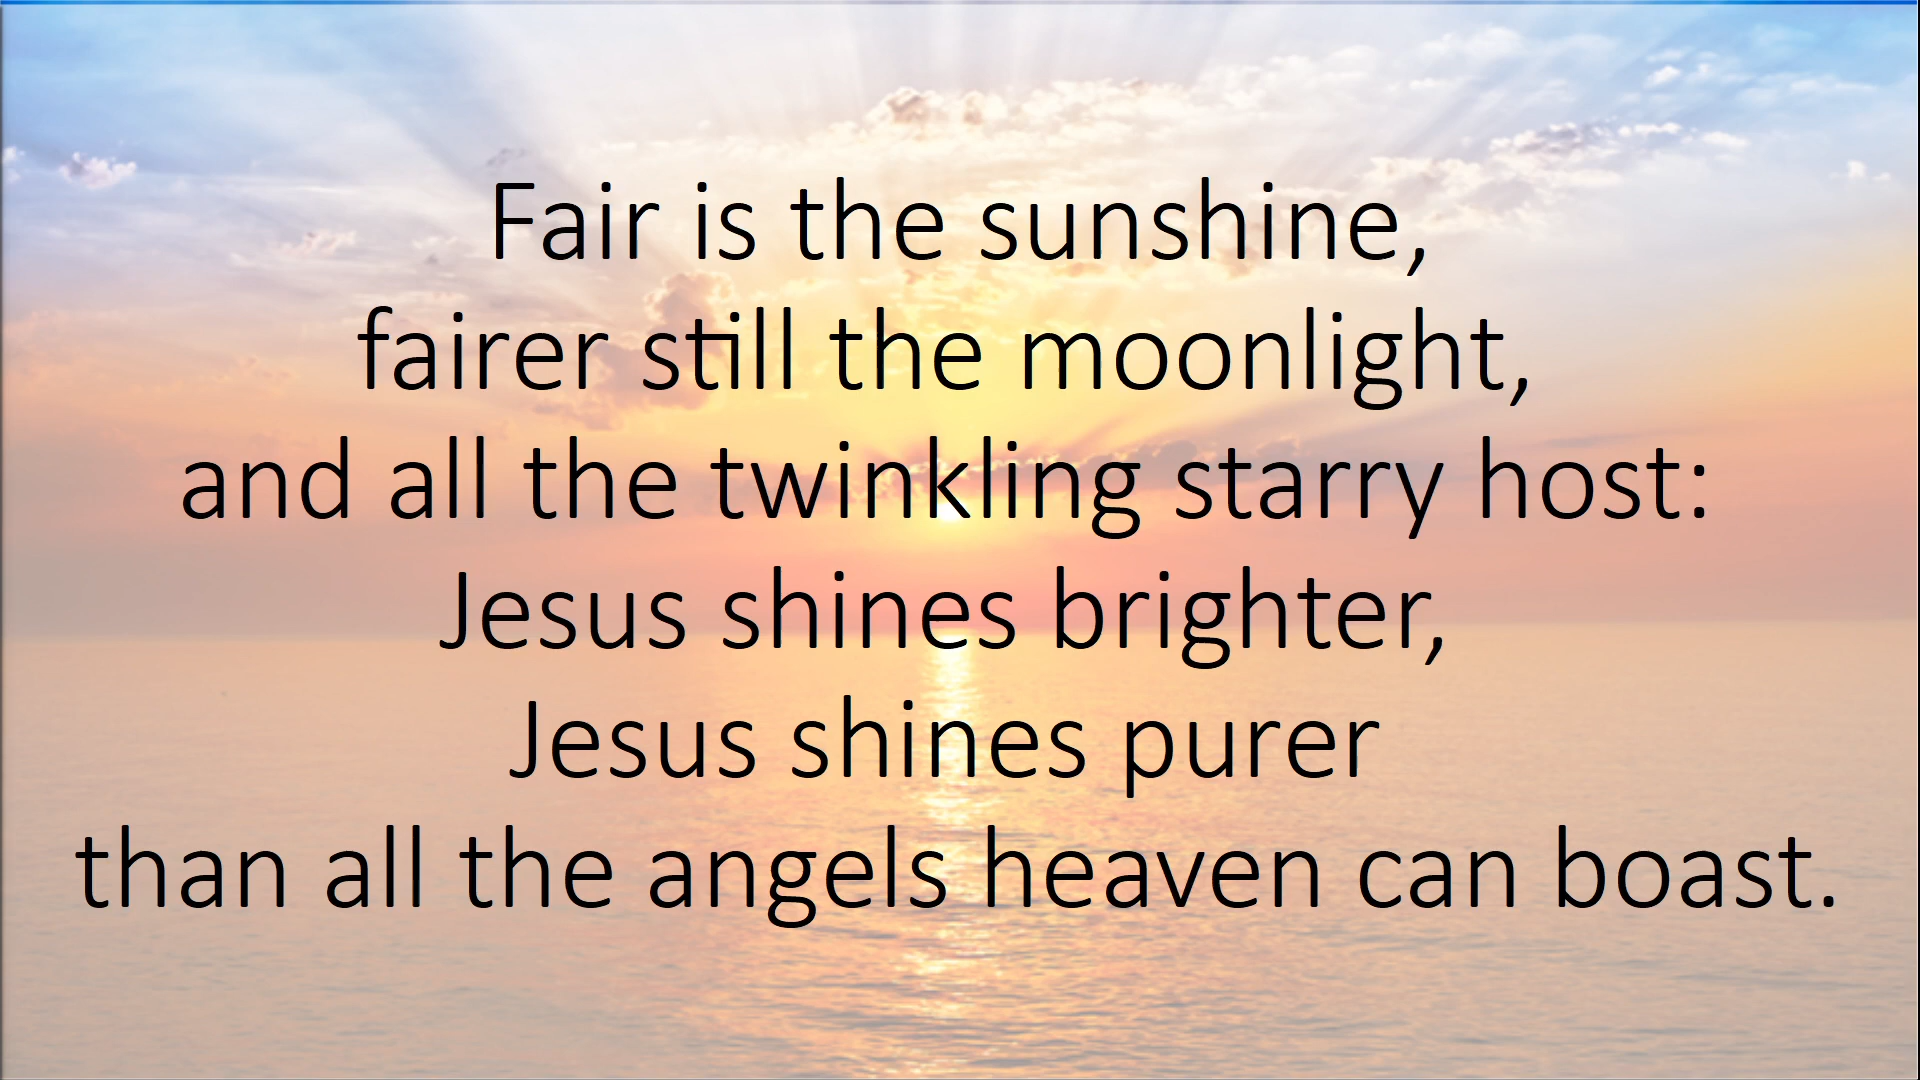 Fair is the sunshine,
fairer still the moonlight,
and all the twinkling starry host:
Jesus shines brighter,
Jesus shines purer
than all the angels heaven can boast.